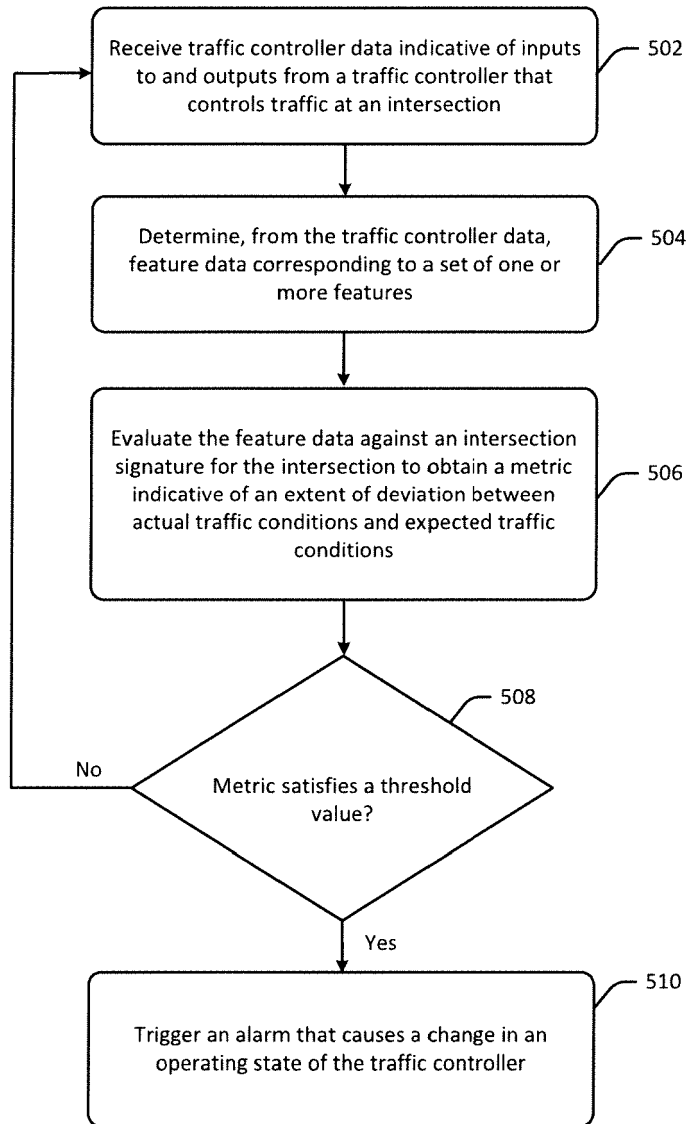 Receive traffic controller data indicative of inputs
to and outputs from a traffic controller that
controls traffic at an intersection
502
Determine, from the traffic controller data,
feature data corresponding to a set of one or
more features
504
Evaluate the feature data against an intersection
signature for the intersection to obtain a metric
indicative of an extent of deviation between
actual traffic conditions and expected traffic
conditions
506
508
No
Metric satisfies a threshold
value?
Yes
510
Trigger an alarm that causes a change in an
operating state of the traffic controller